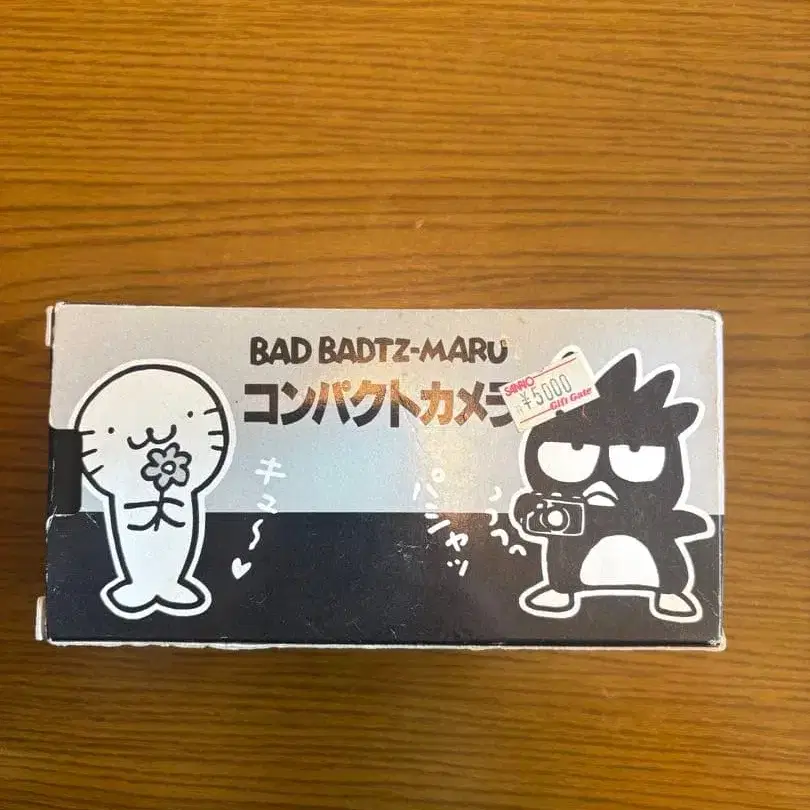 BAD BADTZ-MARU
コンパクトカメラ
SANRIO
¥5000
Gift Gate
キュ〜
パシャッ